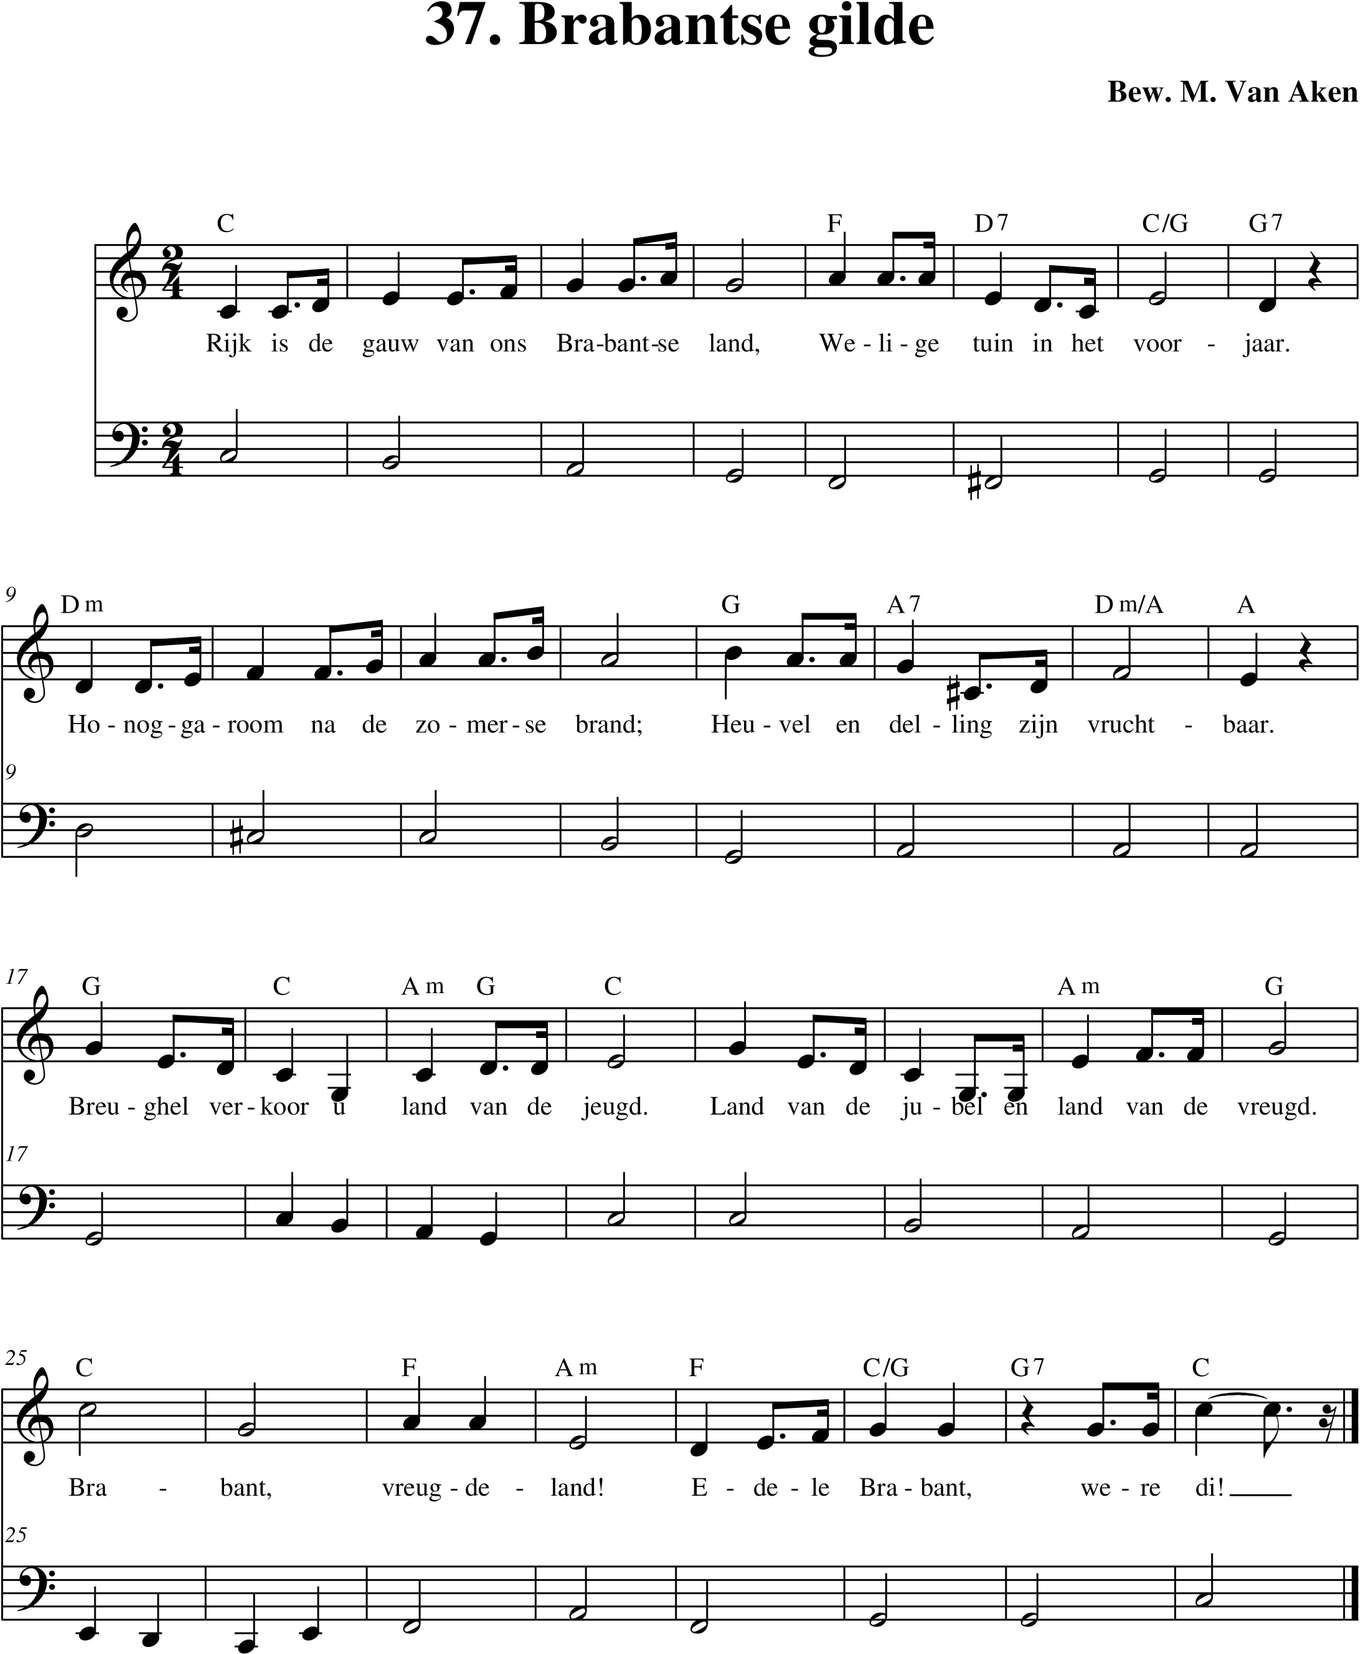 37. Brabantse gilde
Bew. M. Van Aken
C F D7 C/G G7
2 4
Rijk is de gauw van ons Bra-bant-se land, We - li - ge tuin in het voor - jaar.
2 4
9
Dm G A7 Dm/A A
Ho - nog - ga - room na de zo - mer - se brand; Heu - vel en del - ling zijn vrucht - baar.
9
17
G C Am G C Am G
Breu - ghel ver - koor u land van de jeugd. Land van de ju - bel en land van de vreugd.
17
25
C F Am F C/G G7 C
Bra - bant, vreug - de - land! E - de - le Bra - bant, we - re di!
25